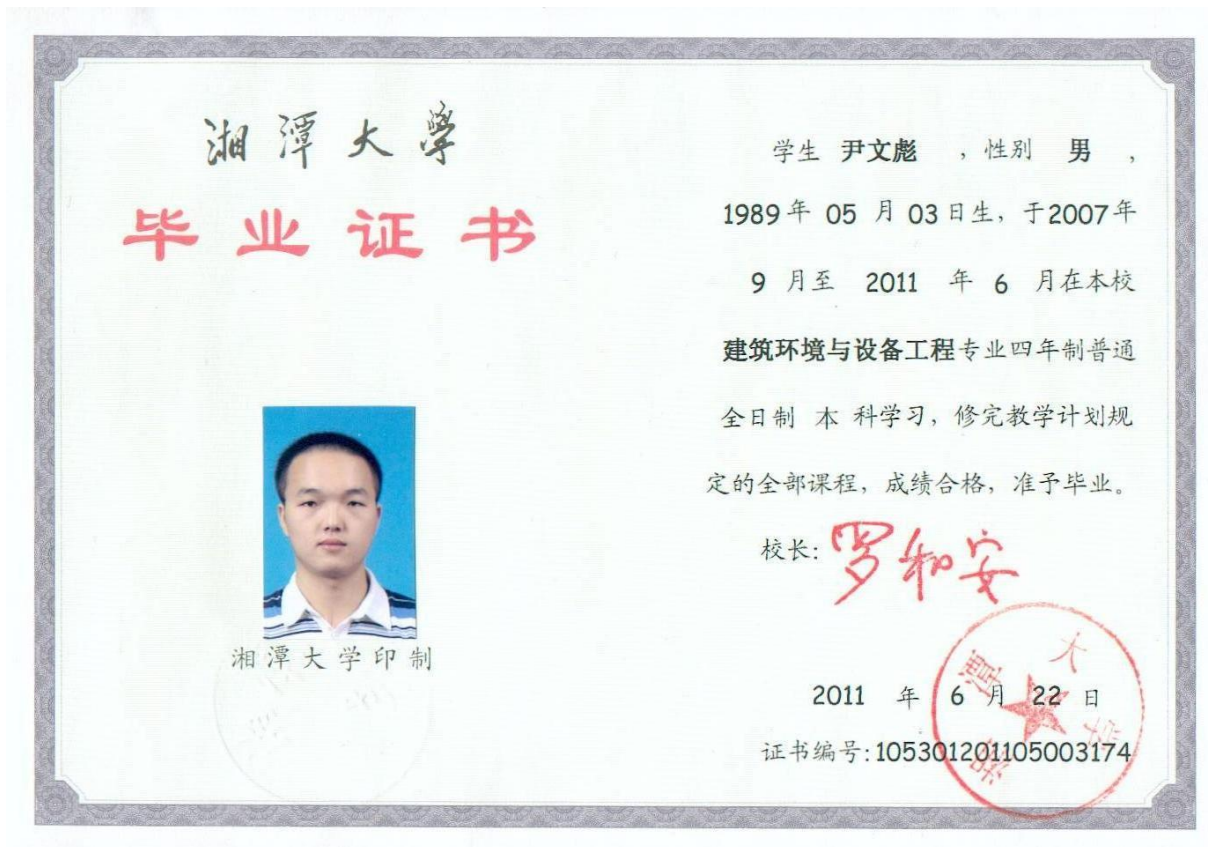 湘潭大學
毕业证书
湘潭大学印制
学生 尹文彪 ，性别 男 ，
1989年 05 月 03日生，于2007年
9 月至 2011 年 6 月在本校
建筑环境与设备工程专业四年制普通
全日制 本 科学习，修完教学计划规
定的全部课程，成绩合格，准予毕业。
校长: 罗和安
2011 年 6 月 22 日
证书编号:105301201105003174
湘潭大学